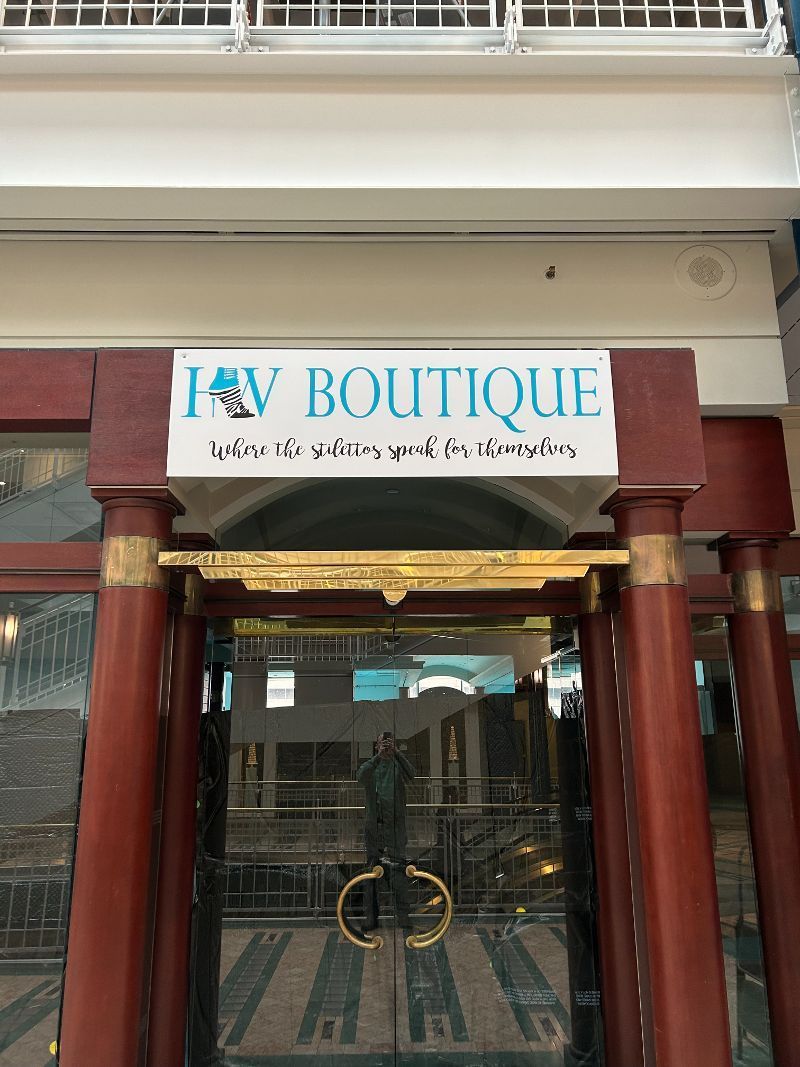 HV BOUTIQUE
Where the stilettos speak for themselves